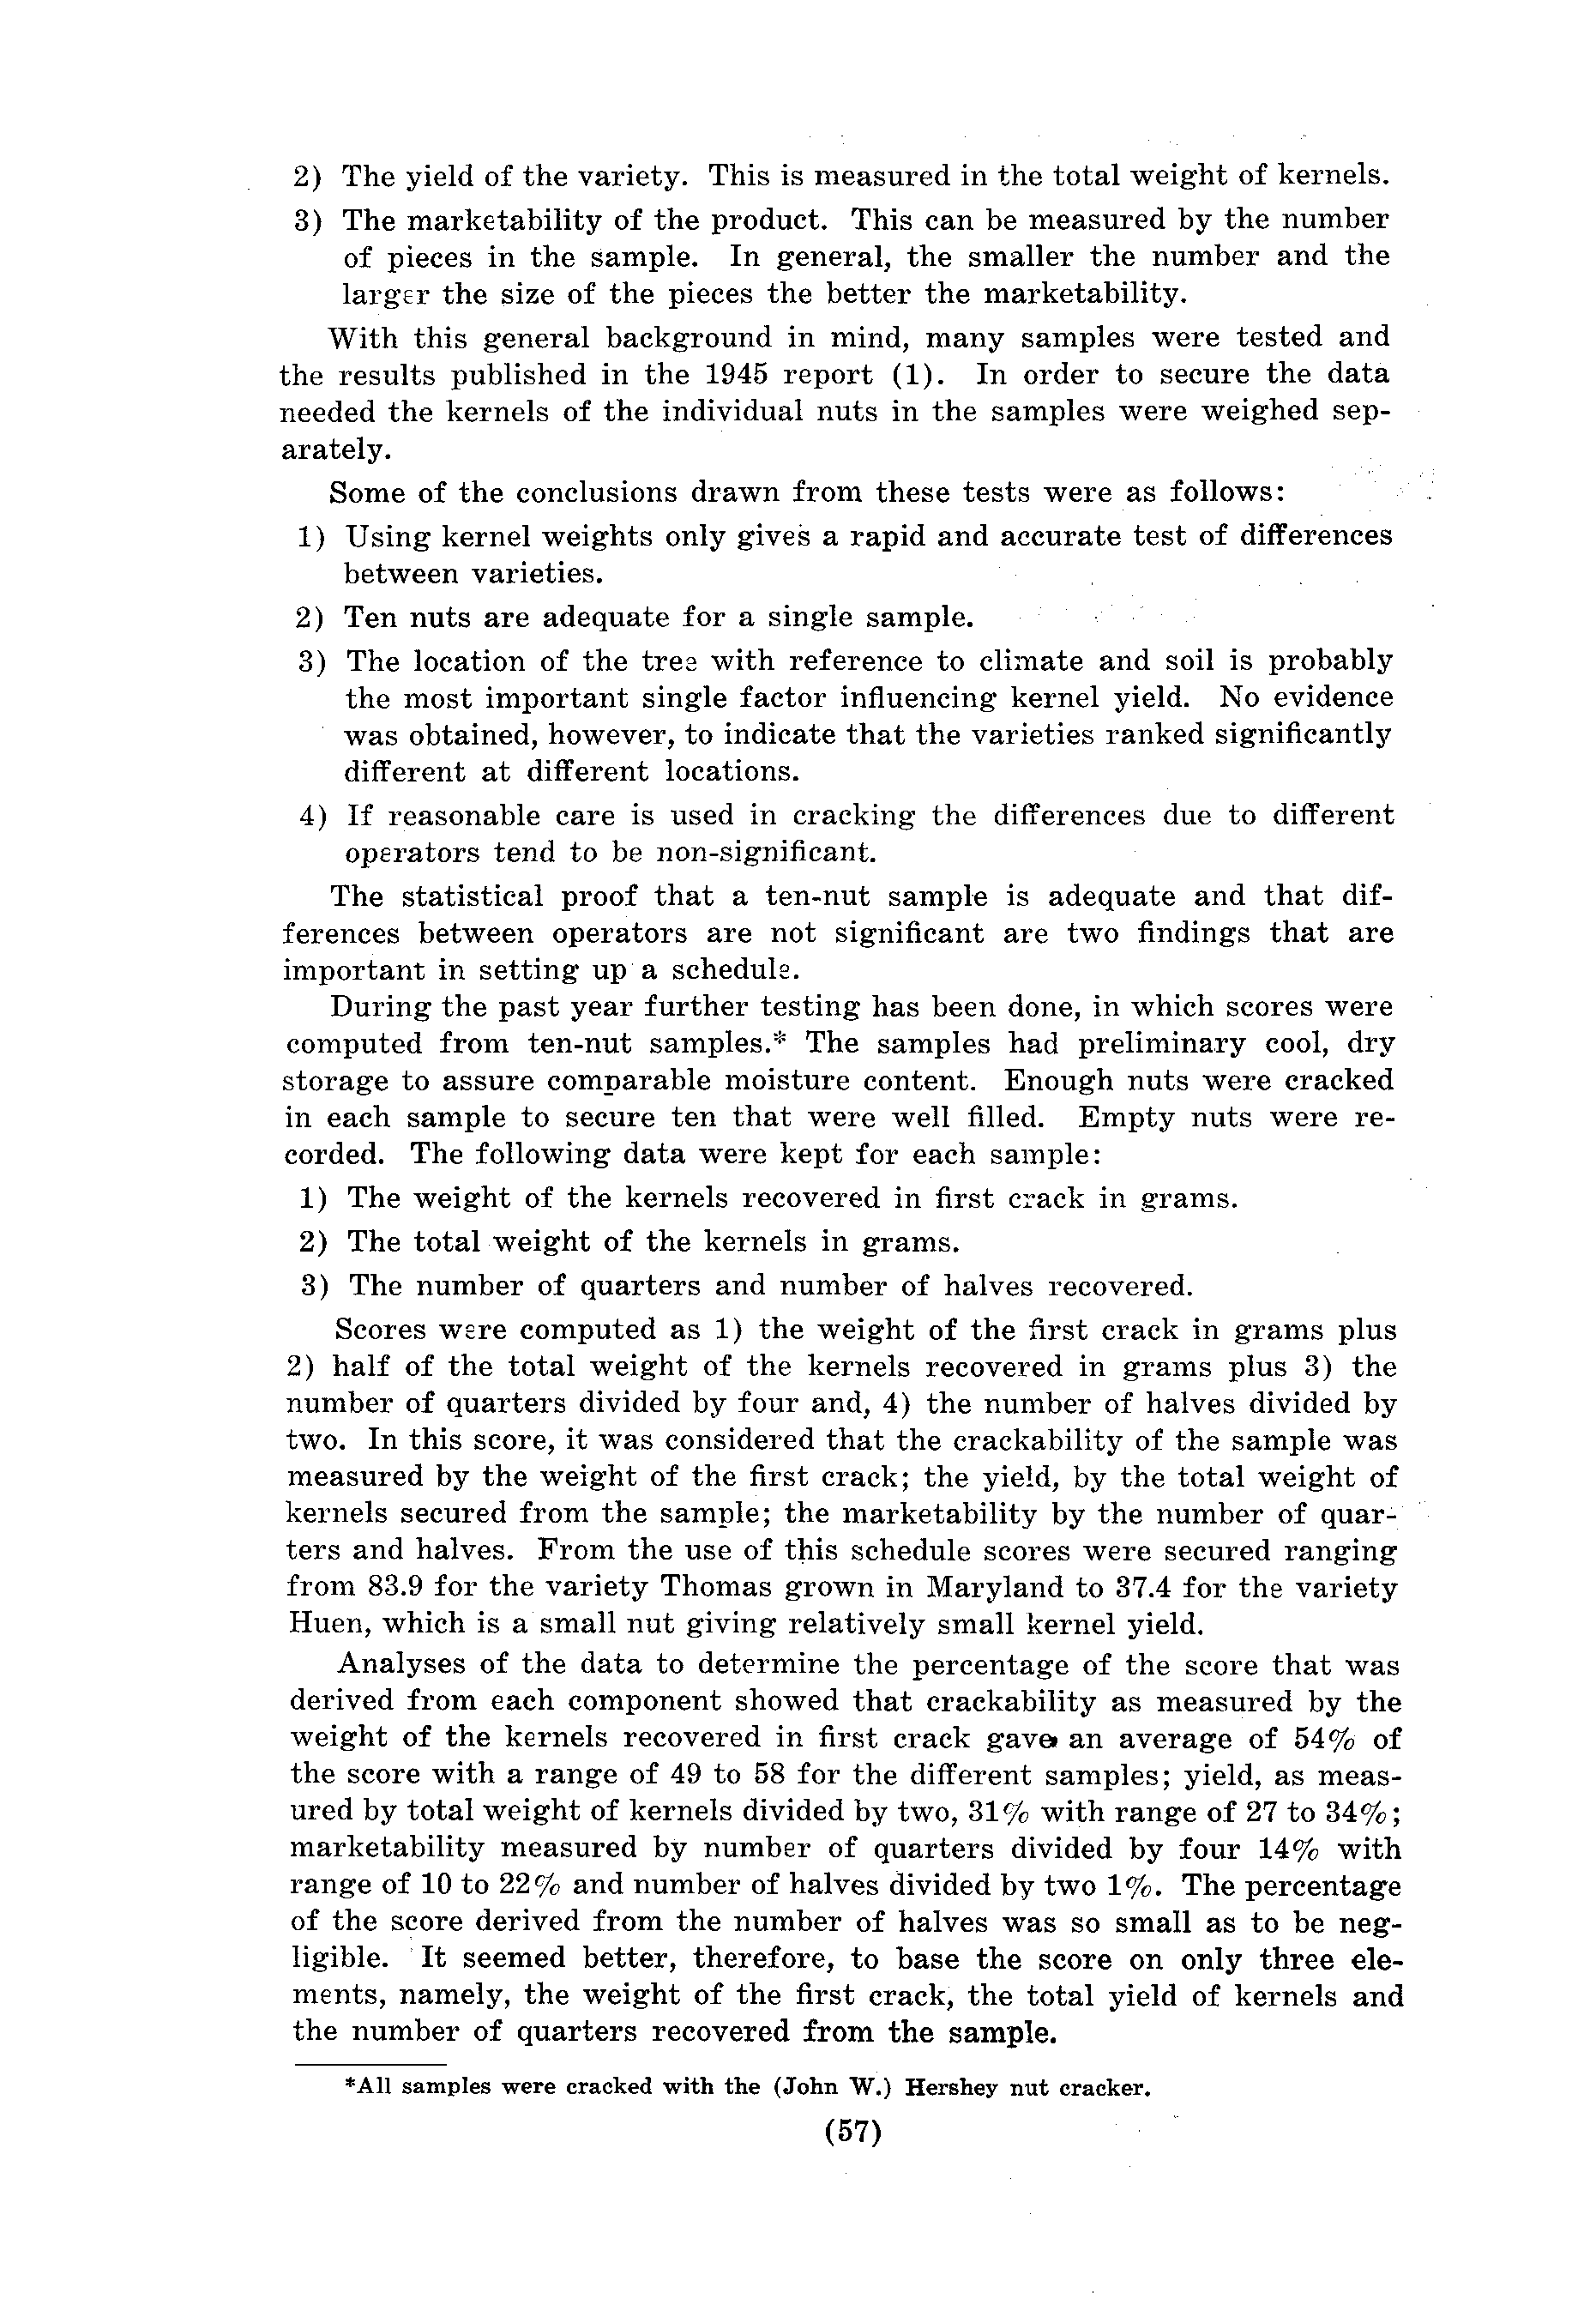 2) The yield of the variety. This is measured in the total weight of kernels.
3) The marketability of the product. This can be measured by the number
of pieces in the sample. In general, the smaller the number and the
larger the size of the pieces the better the marketability.
With this general background in mind, many samples were tested and
the results published in the 1945 report (1). In order to secure the data
needed the kernels of the individual nuts in the samples were weighed sep-
arately.
Some of the conclusions drawn from these tests were as follows:
1) Using kernel weights only gives a rapid and accurate test of differences
between varieties.
2) Ten nuts are adequate for a single sample.
3) The location of the tree with reference to climate and soil is probably
the most important single factor influencing kernel yield. No evidence
was obtained, however, to indicate that the varieties ranked significantly
different at different locations.
4) If reasonable care is used in cracking the differences due to different
operators tend to be non-significant.
The statistical proof that a ten-nut sample is adequate and that dif-
ferences between operators are not significant are two findings that are
important in setting up a schedule.
During the past year further testing has been done, in which scores were
computed from ten-nut samples.* The samples had preliminary cool, dry
storage to assure comparable moisture content. Enough nuts were cracked
in each sample to secure ten that were well filled. Empty nuts were re-
corded. The following data were kept for each sample:
1) The weight of the kernels recovered in first crack in grams.
2) The total weight of the kernels in grams.
3) The number of quarters and number of halves recovered.
Scores were computed as 1) the weight of the first crack in grams plus
2) half of the total weight of the kernels recovered in grams plus 3) the
number of quarters divided by four and, 4) the number of halves divided by
two. In this score, it was considered that the crackability of the sample was
measured by the weight of the first crack; the yield, by the total weight of
kernels secured from the sample; the marketability by the number of quar-
ters and halves. From the use of this schedule scores were secured ranging
from 83.9 for the variety Thomas grown in Maryland to 37.4 for the variety
Huen, which is a small nut giving relatively small kernel yield.
Analyses of the data to determine the percentage of the score that was
derived from each component showed that crackability as measured by the
weight of the kernels recovered in first crack gave an average of 54% of
the score with a range of 49 to 58 for the different samples; yield, as meas-
ured by total weight of kernels divided by two, 31% with range of 27 to 34%;
marketability measured by number of quarters divided by four 14% with
range of 10 to 22% and number of halves divided by two 1%. The percentage
of the score derived from the number of halves was so small as to be neg-
ligible. It seemed better, therefore, to base the score on only three ele-
ments, namely, the weight of the first crack, the total yield of kernels and
the number of quarters recovered from the sample.
*All samples were cracked with the (John W.) Hershey nut cracker.
(57)